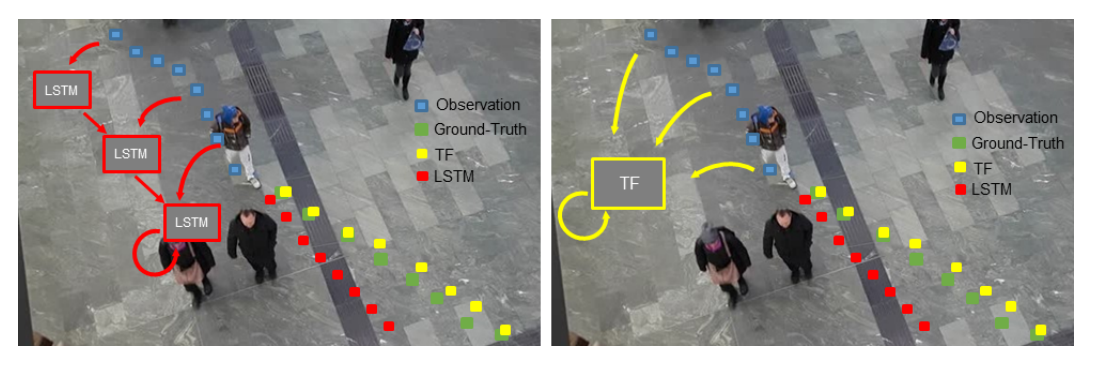 LSTM
LSTM
LSTM
Observation
Ground-Truth
TF
LSTM
TF
Observation
Ground-Truth
TF
LSTM